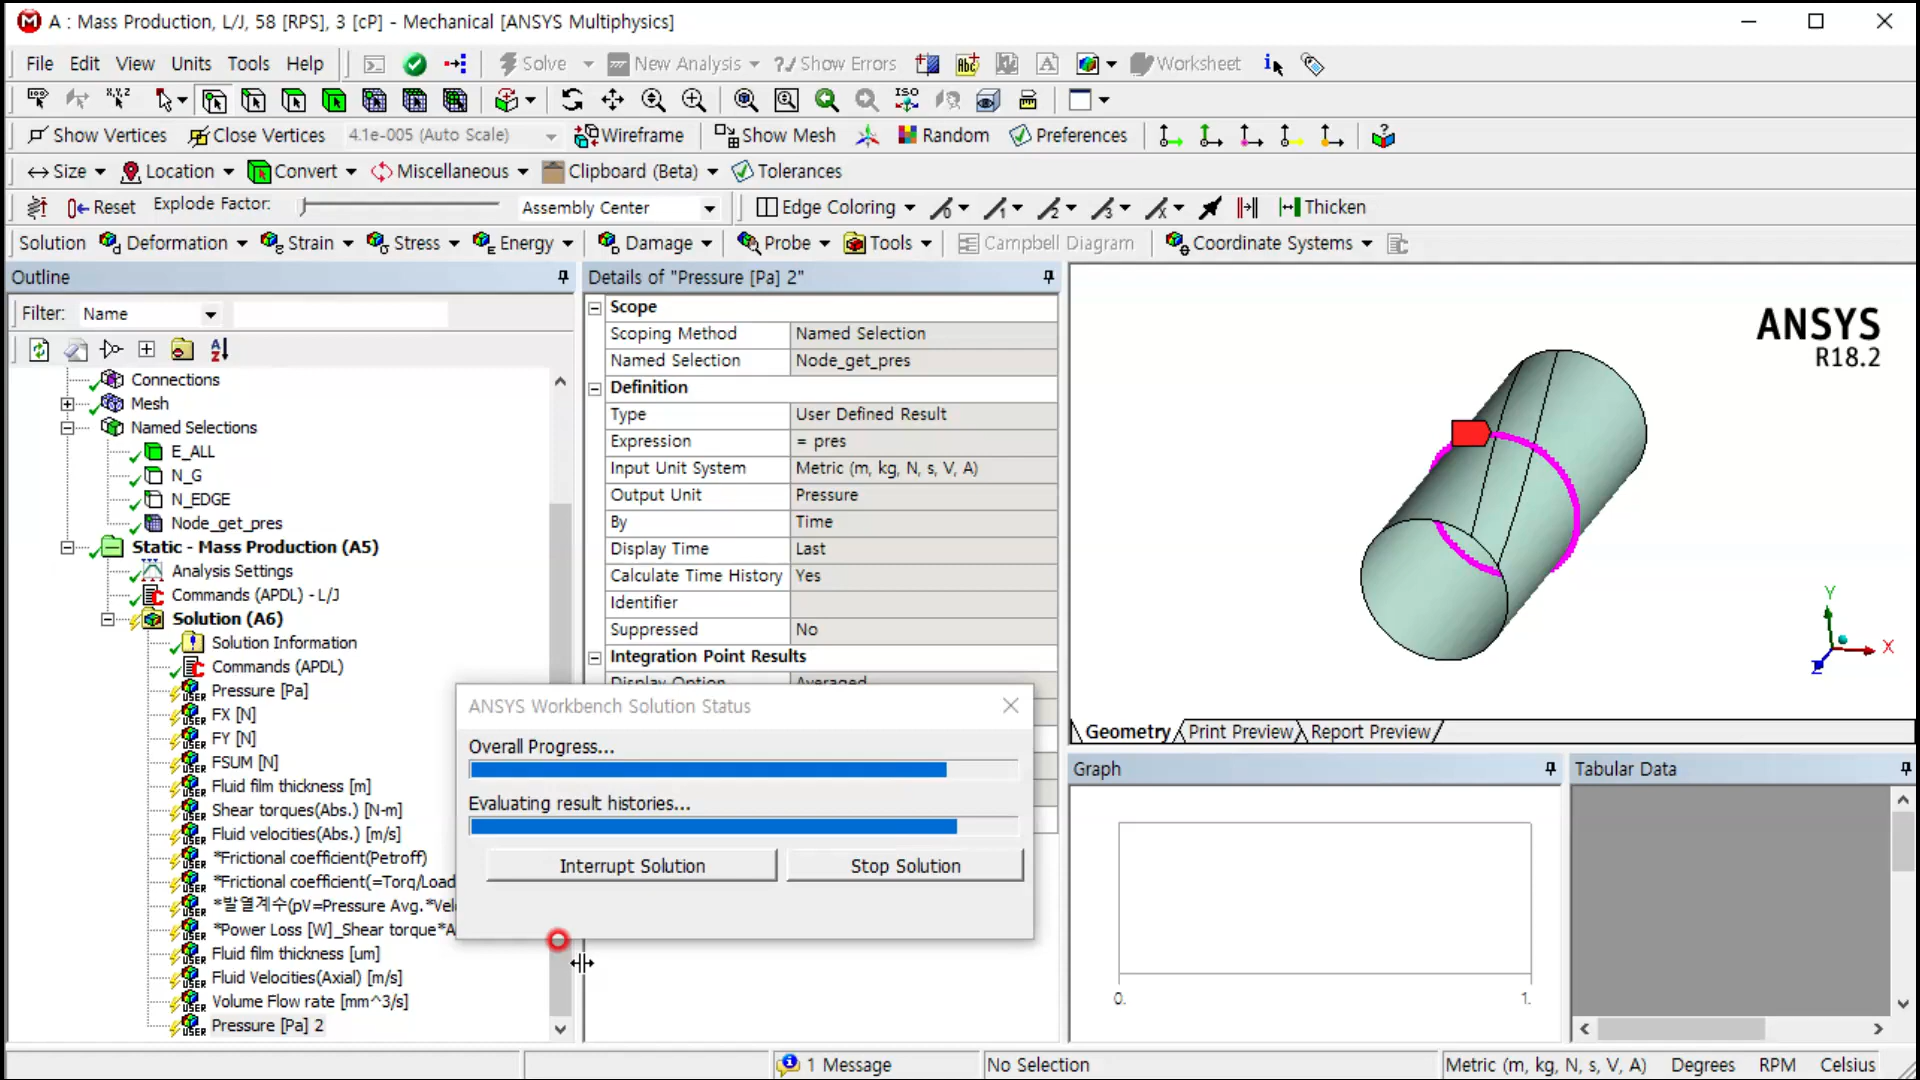 A : Mass Production, L/J, 58 [RPS], 3 [cP] - Mechanical [ANSYS Multiphysics]
File Edit View Units Tools Help Solve New Analysis ?/ Show Errors Worksheet
Show Vertices Close Vertices 4.1e-005 (Auto Scale) Wireframe Show Mesh Random Preferences
Size Location Convert Miscellaneous Clipboard (Beta) Tolerances
Reset Explode Factor: Assembly Center Edge Coloring Thicken
Solution Deformation Strain Stress Energy Damage Probe Tools Campbell Diagram Coordinate Systems
Outline
Filter: Name
Connections
Mesh
Named Selections
E_ALL
N_G
N_EDGE
Node_get_pres
Static - Mass Production (A5)
Analysis Settings
Commands (APDL) - L/J
Solution (A6)
Solution Information
Commands (APDL)
Pressure [Pa]
FX [N]
FY [N]
FSUM [N]
Fluid film thickness [m]
Shear torques(Abs.) [N-m]
Fluid velocities(Abs.) [m/s]
*Frictional coefficient(Petroff)
*Frictional coefficient(=Torq/Load
*발열계수(pV=Pressure Avg.*Vel
*Power Loss [W]_Shear torque*A
Fluid film thickness [um]
Fluid Velocities(Axial) [m/s]
Volume Flow rate [mm^3/s]
Pressure [Pa] 2
Details of "Pressure [Pa] 2"
Scope
Scoping Method Named Selection
Named Selection Node_get_pres
Definition
Type User Defined Result
Expression = pres
Input Unit System Metric (m, kg, N, s, V, A)
Output Unit Pressure
By Time
Display Time Last
Calculate Time History Yes
Identifier
Suppressed No
Integration Point Results
Display Option Averaged
ANSYS Workbench Solution Status
Overall Progress...
Evaluating result histories...
Interrupt Solution Stop Solution
ANSYS
R18.2
Y
X
Z
Geometry Print Preview Report Preview
Graph
0. 1.
Tabular Data
1 Message No Selection Metric (m, kg, N, s, V, A) Degrees RPM Celsius